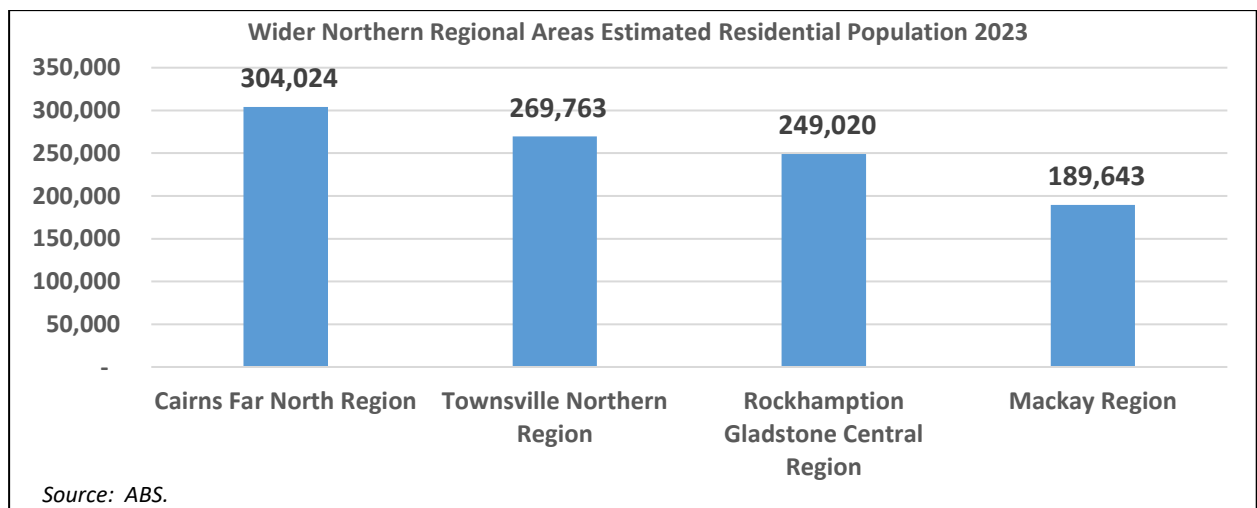 Wider Northern Regional Areas Estimated Residential Population 2023
350,000
300,000
250,000
200,000
150,000
100,000
50,000
-
304,024
269,763
249,020
189,643
Cairns Far North Region
Townsville Northern
Region
Rockhamption
Gladstone Central
Region
Mackay Region
Source: ABS.